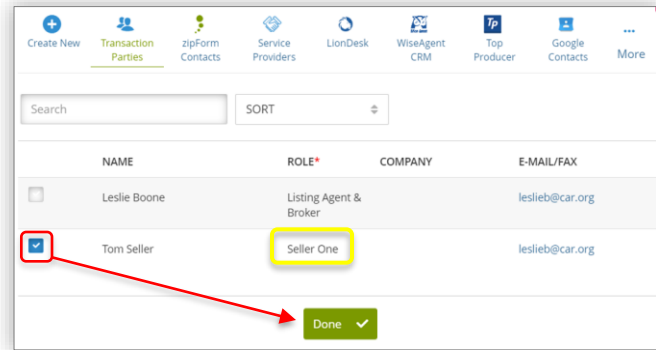 Create New
Transaction
Parties
zipForm
Contacts
Service
Providers
LionDesk
WiseAgent
CRM
Tp
Top
Producer
Google
Contacts
More
Search
SORT
NAME ROLE* COMPANY E-MAIL/FAX
Leslie Boone Listing Agent & leslieb@car.org
Broker
Tom Seller Seller One leslieb@car.org
Done